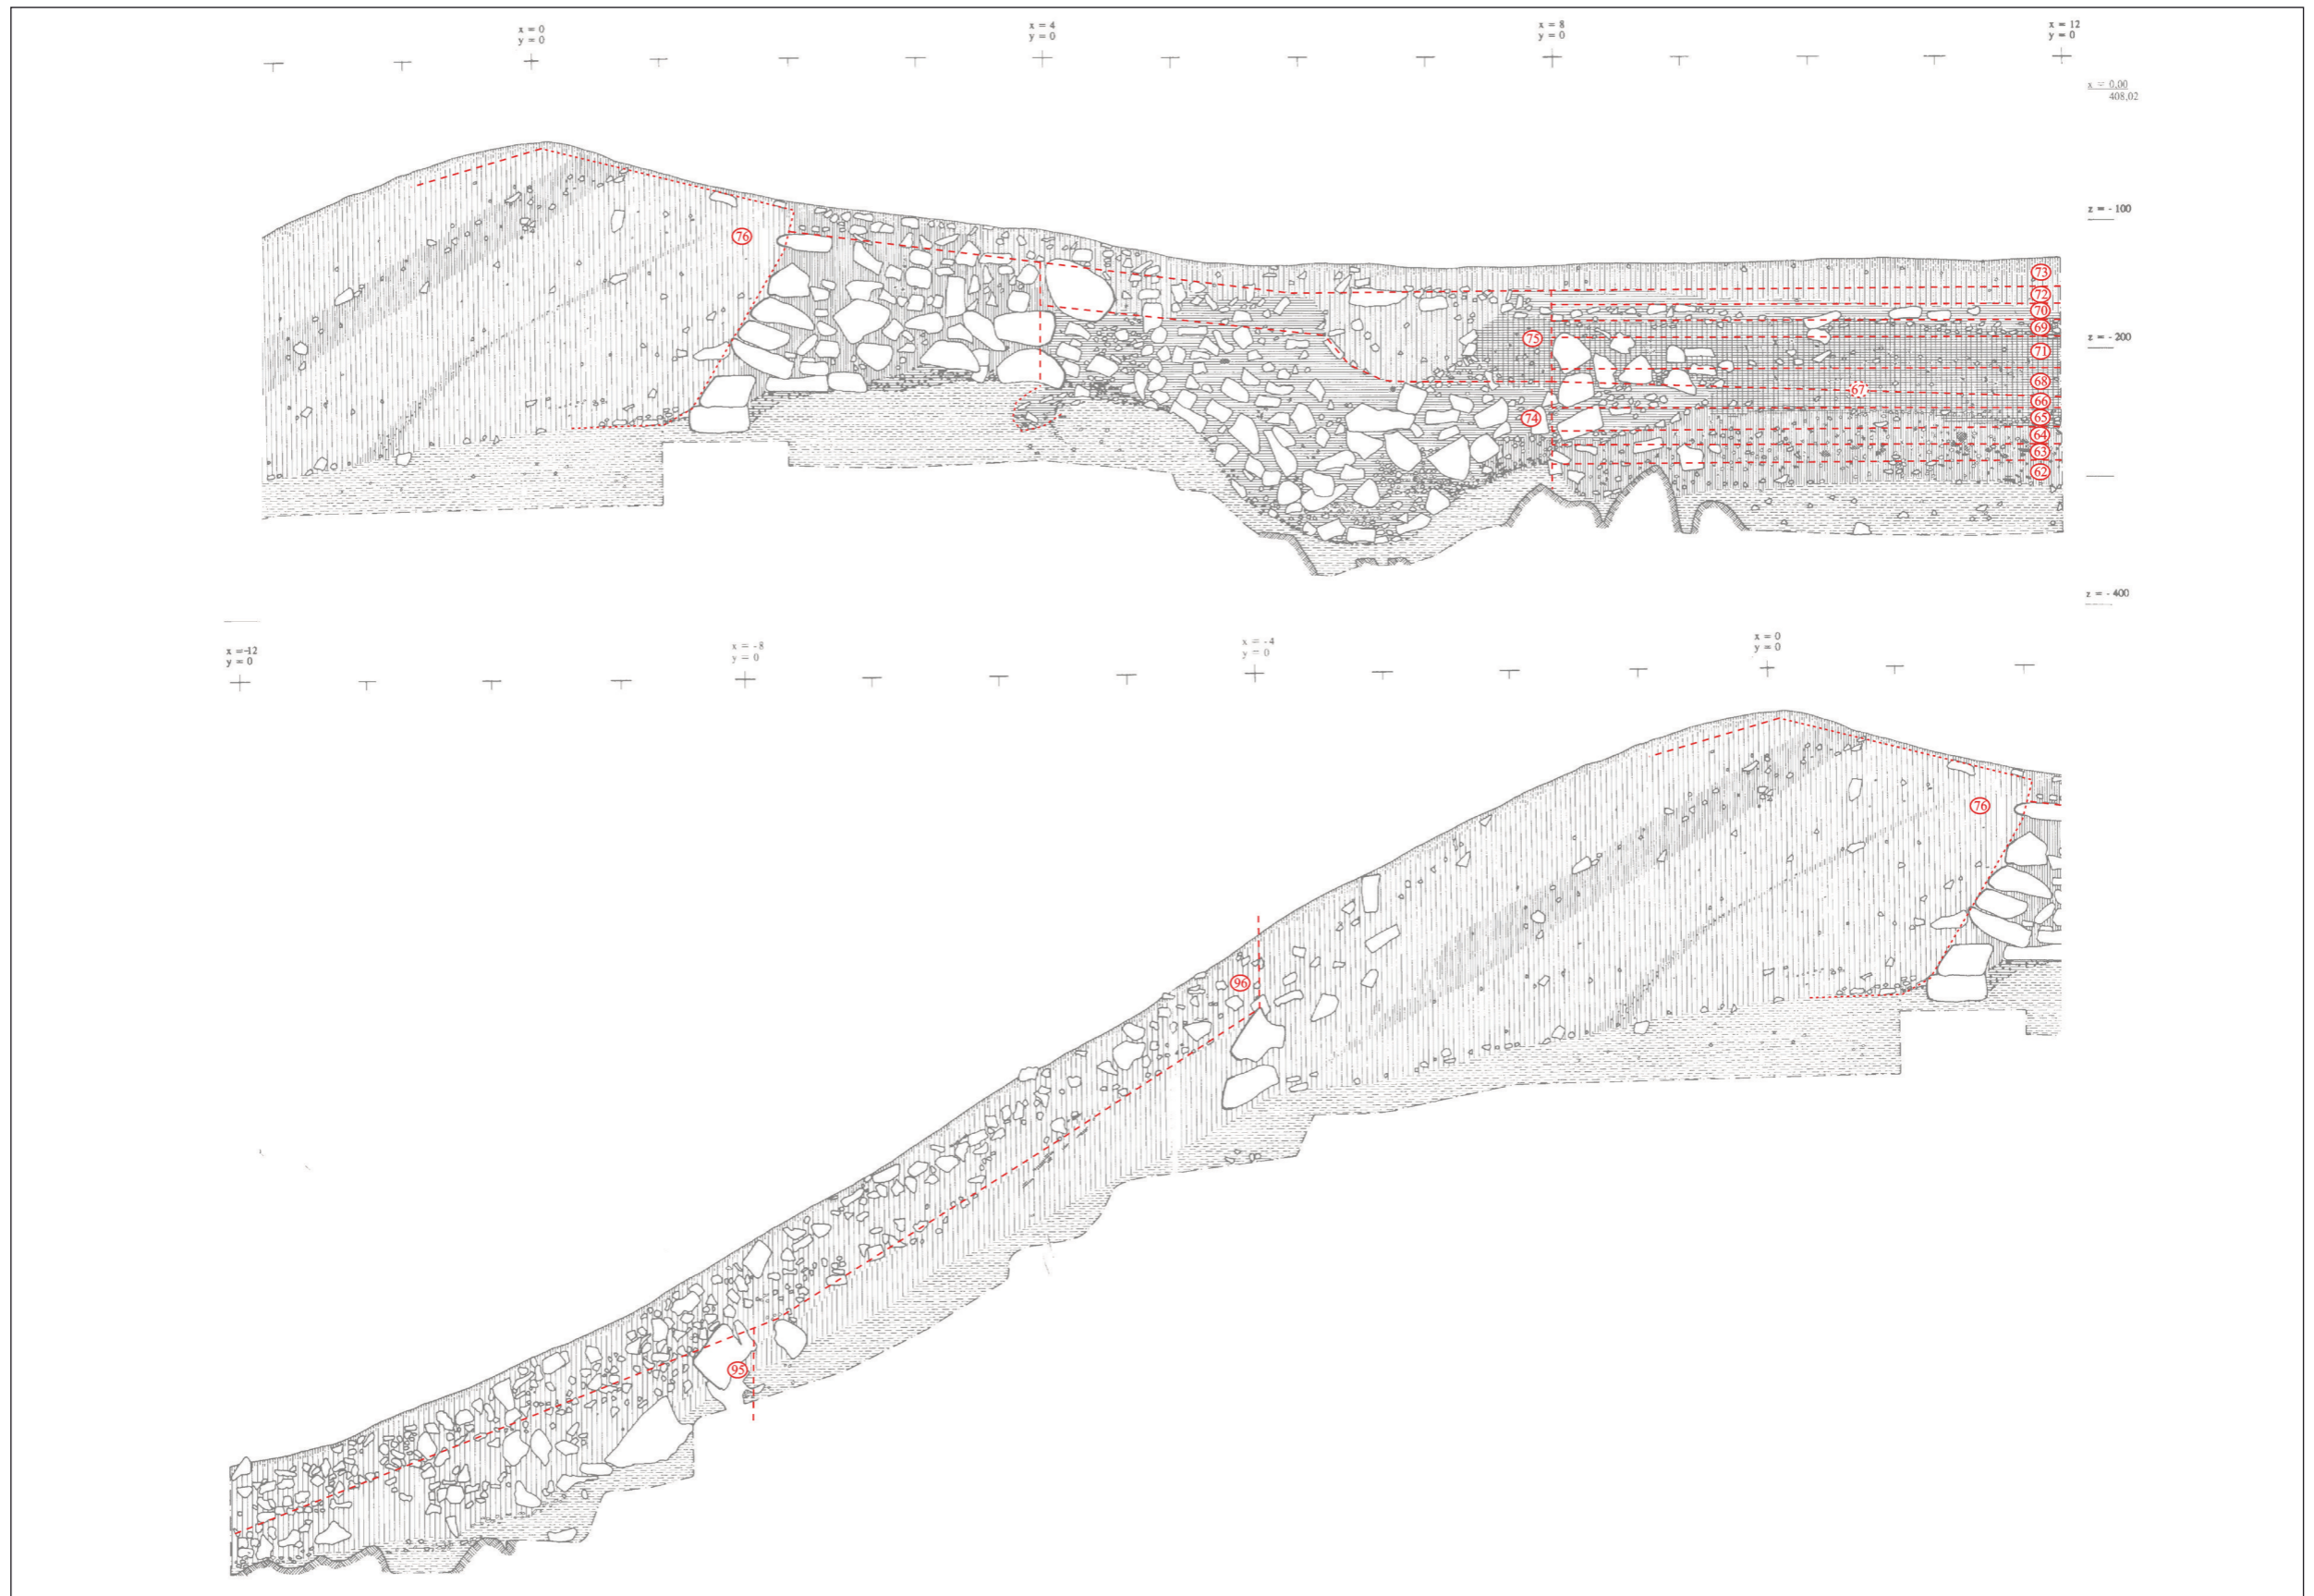 x = 0
y = 0
x = 4
y = 0
x = 8
y = 0
x = 12
y = 0
x = 0,00
408,02
z = - 100
76
73
72
70
69
z = - 200
75
71
68
67
66
74
65
64
63
62
z = - 400
x =-12
y = 0
x = -8
y = 0
x = -4
y = 0
x = 0
y = 0
76
96
95